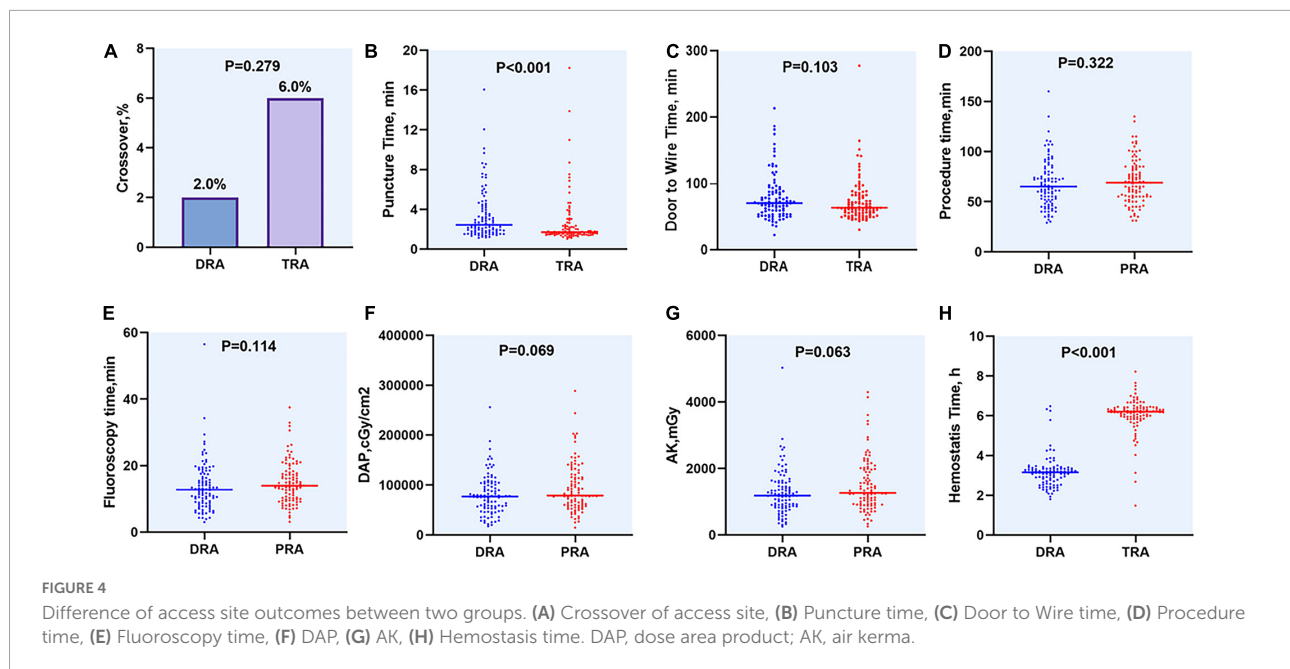 A
P=0.279
Crossover,%
8
6
4
2
0
2.0%
6.0%
DRA TRA
B
P<0.001
Puncture Time, min
20
16
12
8
4
0
DRA TRA
C
P=0.103
Door to Wire Time, min
300
200
100
0
DRA TRA
D
P=0.322
Procedure time,min
200
150
100
50
0
DRA PRA
E
P=0.114
Fluoroscopy time,min
60
40
20
0
DRA PRA
F
P=0.069
DAP,cGy/cm2
400000
300000
200000
100000
0
DRA PRA
G
P=0.063
AK,mGy
6000
4000
2000
0
DRA PRA
H
P<0.001
Hemostatis Time, h
10
8
6
4
2
0
DRA TRA
FIGURE 4
Difference of access site outcomes between two groups. (A) Crossover of access site, (B) Puncture time, (C) Door to Wire time, (D) Procedure
time, (E) Fluoroscopy time, (F) DAP, (G) AK, (H) Hemostasis time. DAP, dose area product; AK, air kerma.